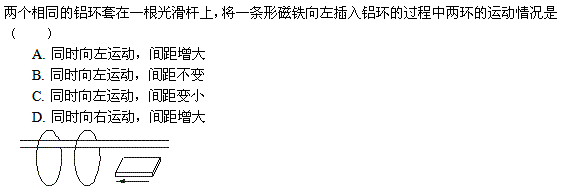 两个相同的铝环套在一根光滑杆上,将一条形磁铁向左插入铝环的过程中两环的运动情况是
(    )
A. 同时向左运动，间距增大
B. 同时向左运动，间距不变
C. 同时向左运动，间距变小
D. 同时向右运动，间距增大